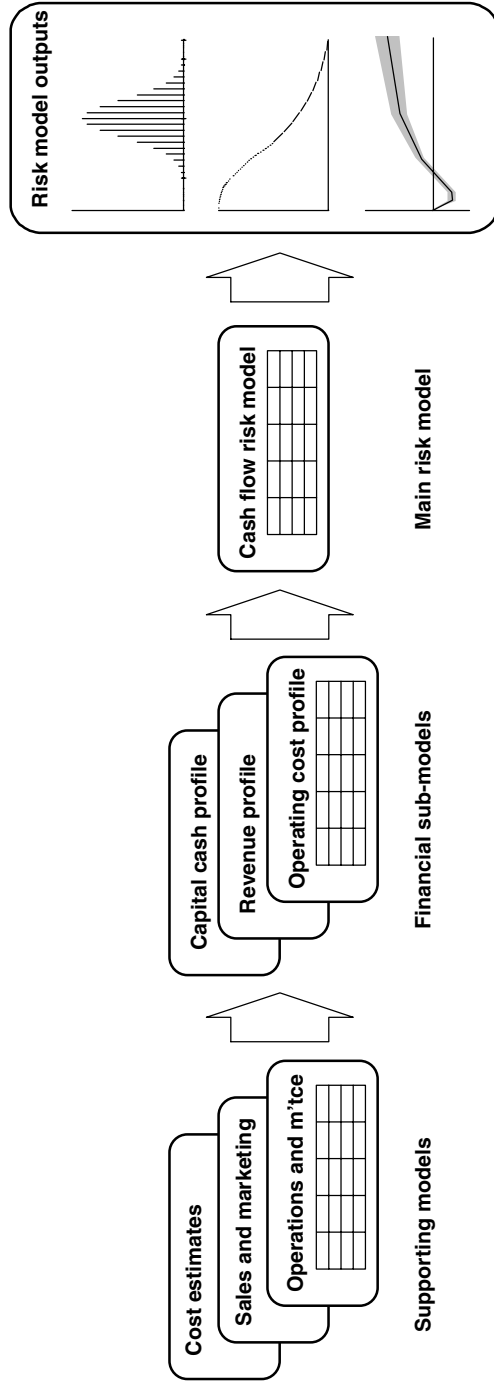 Cost estimates
Sales and marketing
Operations and m'tce
Supporting models
Capital cash profile
Revenue profile
Operating cost profile
Financial sub-models
Cash flow risk model
Main risk model
Risk model outputs